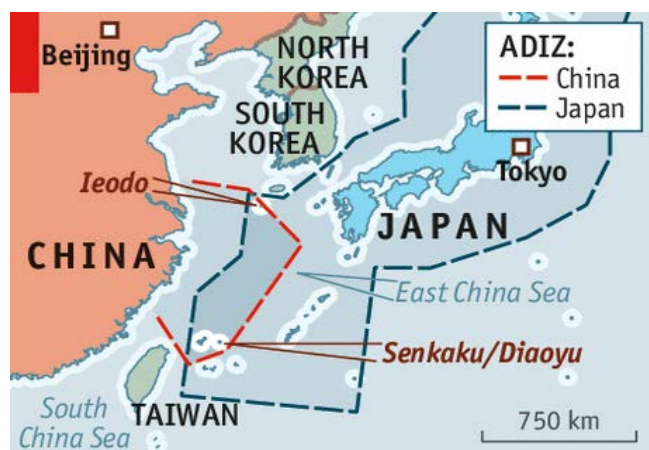 Beijing
NORTH
KOREA
SOUTH
KOREA
ADIZ:
China
Japan
Ieodo
Tokyo
CHINA
JAPAN
East China Sea
Senkaku/Diaoyu
TAIWAN
South
China Sea
750 km